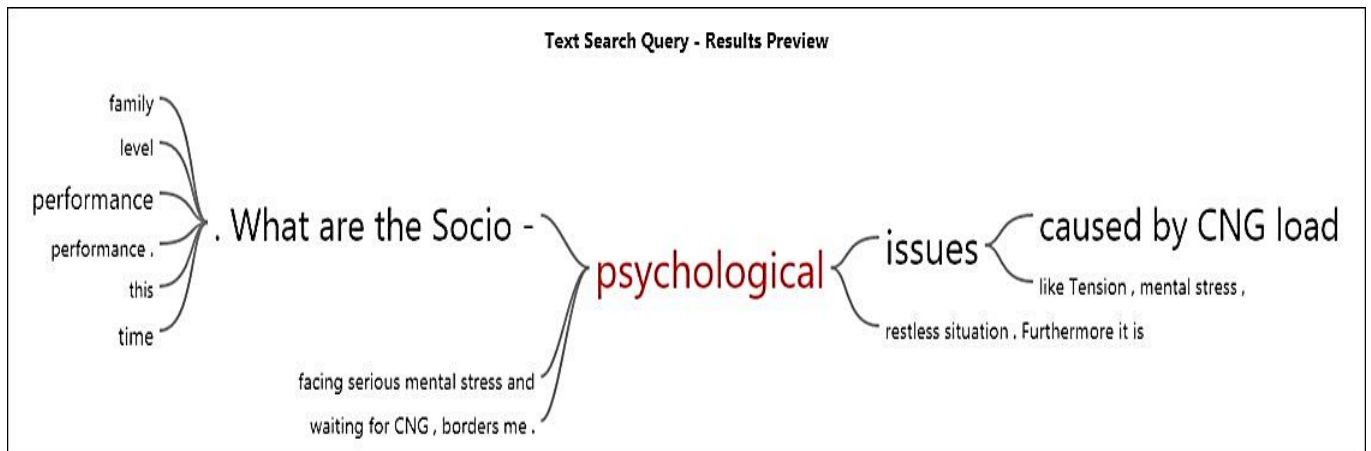 Text Search Query - Results Preview
family
level
performance
performance .
this
time
. What are the Socio -
facing serious mental stress and
waiting for CNG , borders me .
psychological
issues
restless situation . Furthermore it is
caused by CNG load
like Tension , mental stress ,